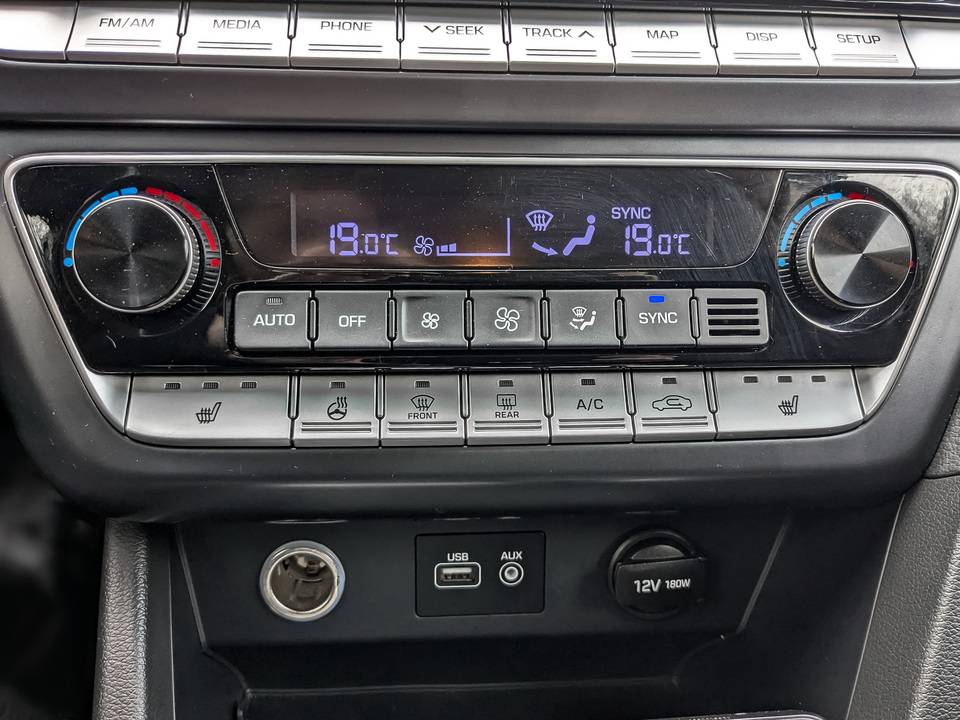 FM/AM MEDIA PHONE SEEK TRACK MAP DISP SETUP
SYNC
19.0°C 19.0°C
AUTO OFF SYNC
FRONT REAR A/C
USB AUX
12V 180W